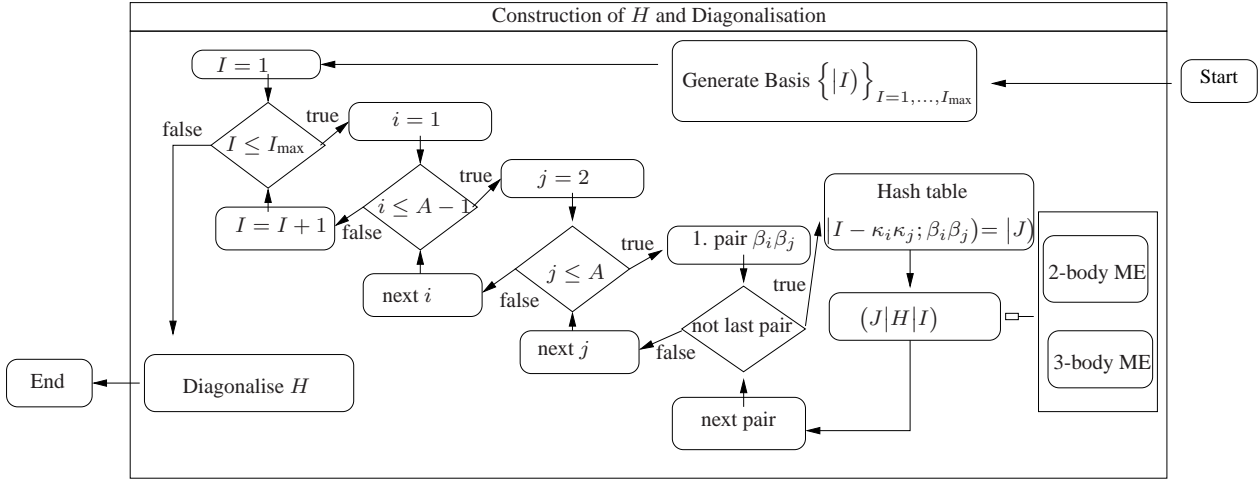 Construction of H and Diagonalisation
Start
Generate Basis {|I)}I=1,...,Imax
I = 1
I ≤ Imax
true
false
I = I + 1
i = 1
i ≤ A − 1
true
false
next i
j = 2
j ≤ A
true
false
next j
1. pair βiβj
not last pair
true
false
next pair
Hash table
|I − κiκj; βiβj) = |J)
(J|H|I)
2-body ME
3-body ME
Diagonalise H
End